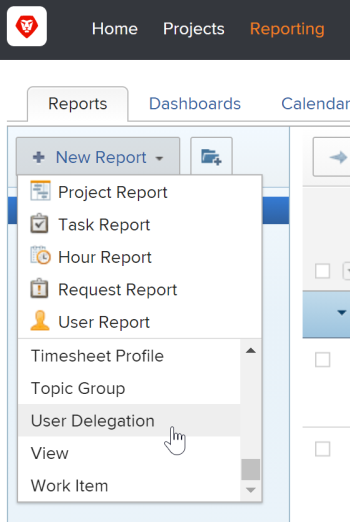 Home Projects Reporting
Reports Dashboards Calendar
New Report
Project Report
Task Report
Hour Report
Request Report
User Report
Timesheet Profile
Topic Group
User Delegation
View
Work Item